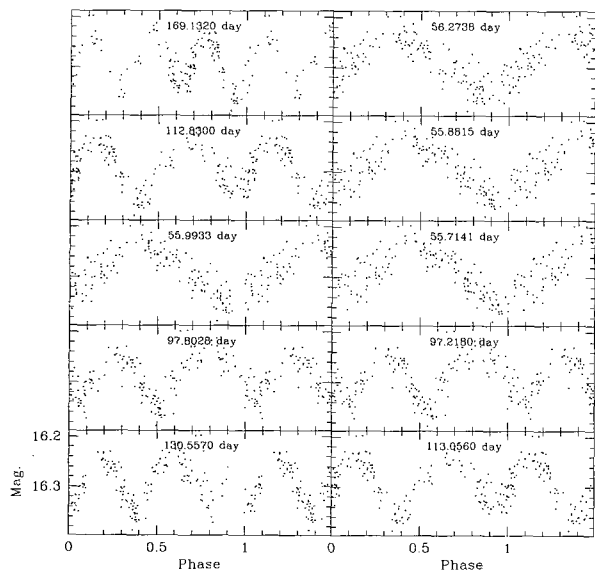 169.1320 day 56.2738 day
112.8300 day 55.8815 day
55.9933 day 55.7141 day
97.8028 day 97.2180 day
16.2
130.5570 day 113.0560 day
Mag.
16.3
0 0.5 1 0 0.5 1
Phase Phase